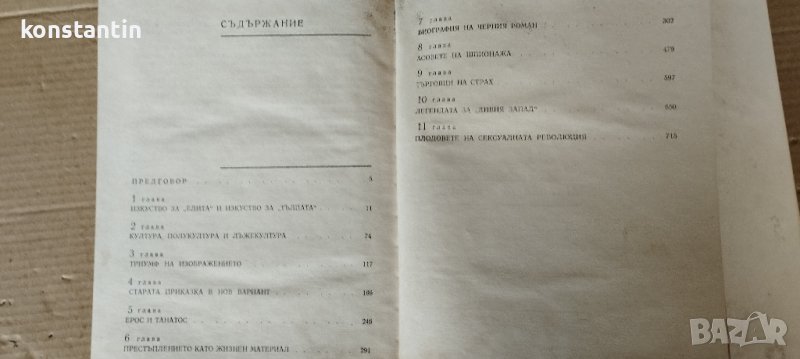 konstantin
СЪДЪРЖАНИЕ
ПРЕДГОВОР 5
1 глава
ИЗКУСТВО ЗА „ЕЛИТА“ И ИЗКУСТВО ЗА „ТЪЛПАТА“ 11
2 глава
КУЛТУРА, ПОЛУКУЛТУРА И ЛЪЖЕКУЛТУРА 74
3 глава
ТРИУМФ НА ИЗОБРАЖЕНИЕТО 117
4 глава
СТАРАТА ПРИКАЗКА В НОВ ВАРИАНТ
5 глава
ЕРОС И ТАНАТОС 245
6 глава
ПРЕСТЪПЛЕНИЕТО КАТО ЖИЗНЕН МАТЕРИАЛ 291
7 глава
БИОГРАФИЯ НА ЧЕРНИЯ РОМАН 302
8 глава
АСОВЕТЕ НА ШПИОНАЖА 479
9 глава
ТЪРГОВЦИ НА СТРАХ 597
10 глава
ЛЕГЕНДАТА ЗА „ДИВИЯ ЗАПАД“ 650
11 глава
ПЛОДОВЕТЕ НА СЕКСУАЛНАТА РЕВОЛЮЦИЯ 715
BAZAR